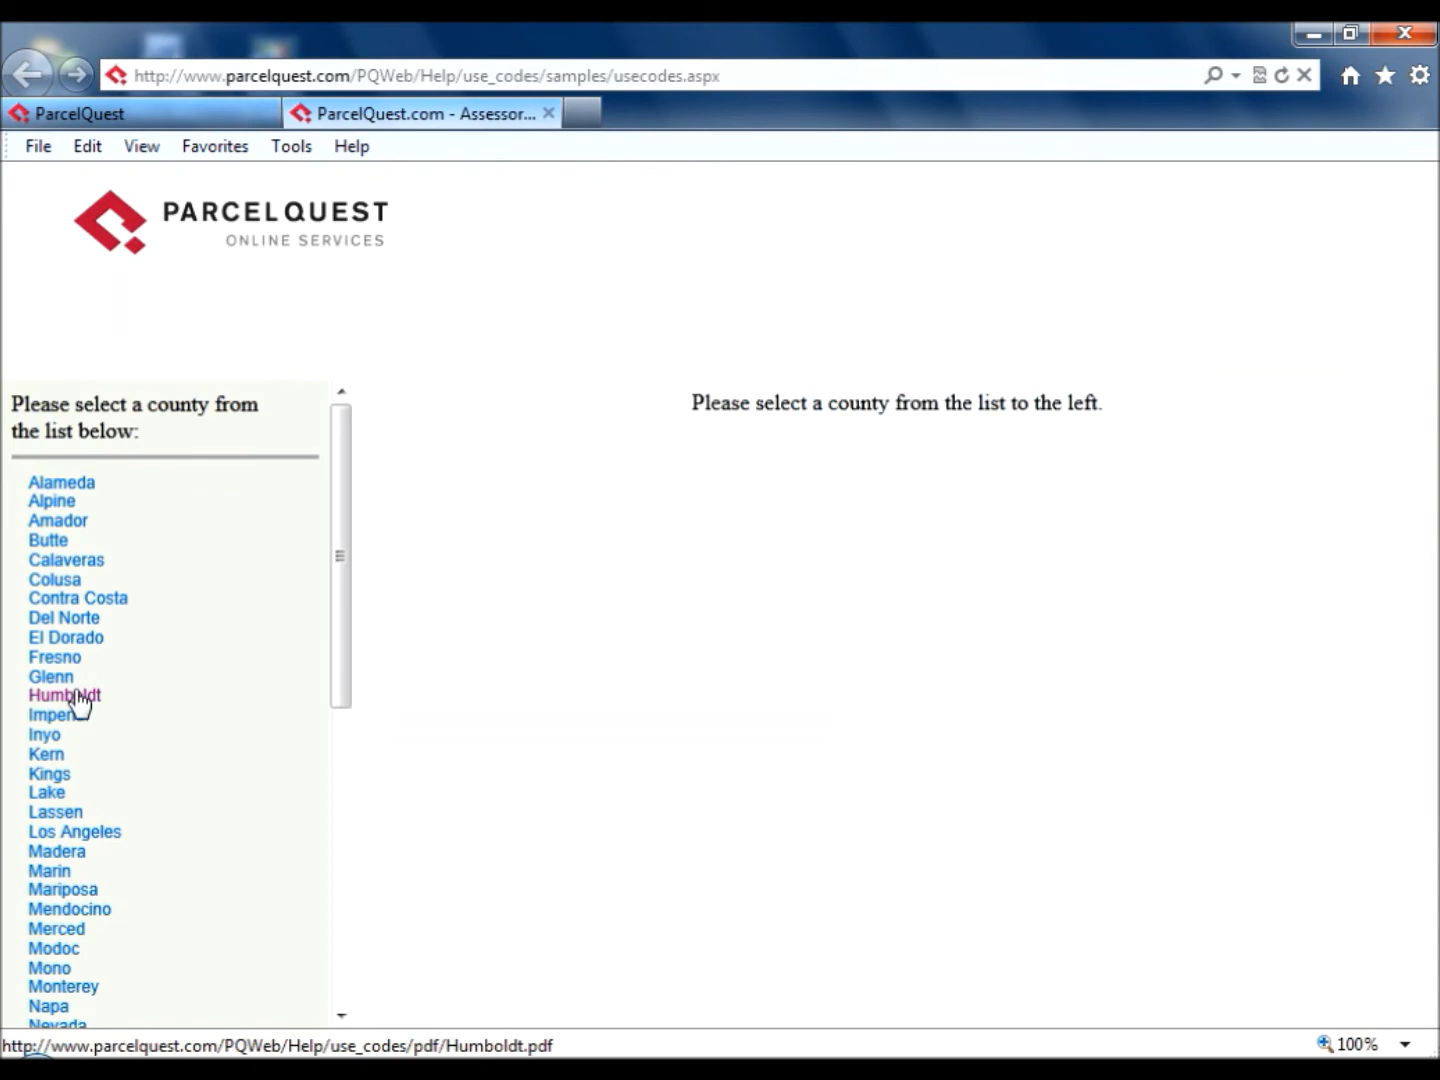 http://www.parcelquest.com/PQWeb/Help/use_codes/samples/usecodes.aspx
ParcelQuest
ParcelQuest.com - Assessor...
File Edit View Favorites Tools Help
PARCELQUEST
ONLINE SERVICES
Please select a county from
the list below:
Please select a county from the list to the left.
Alameda
Alpine
Amador
Butte
Calaveras
Colusa
Contra Costa
Del Norte
El Dorado
Fresno
Glenn
Humboldt
Inyo
Kern
Kings
Lake
Lassen
Los Angeles
Madera
Marin
Mariposa
Mendocino
Merced
Modoc
Mono
Monterey
Napa
Nevada
http://www.parcelquest.com/PQWeb/Help/use_codes/pdf/Humboldt.pdf
100%